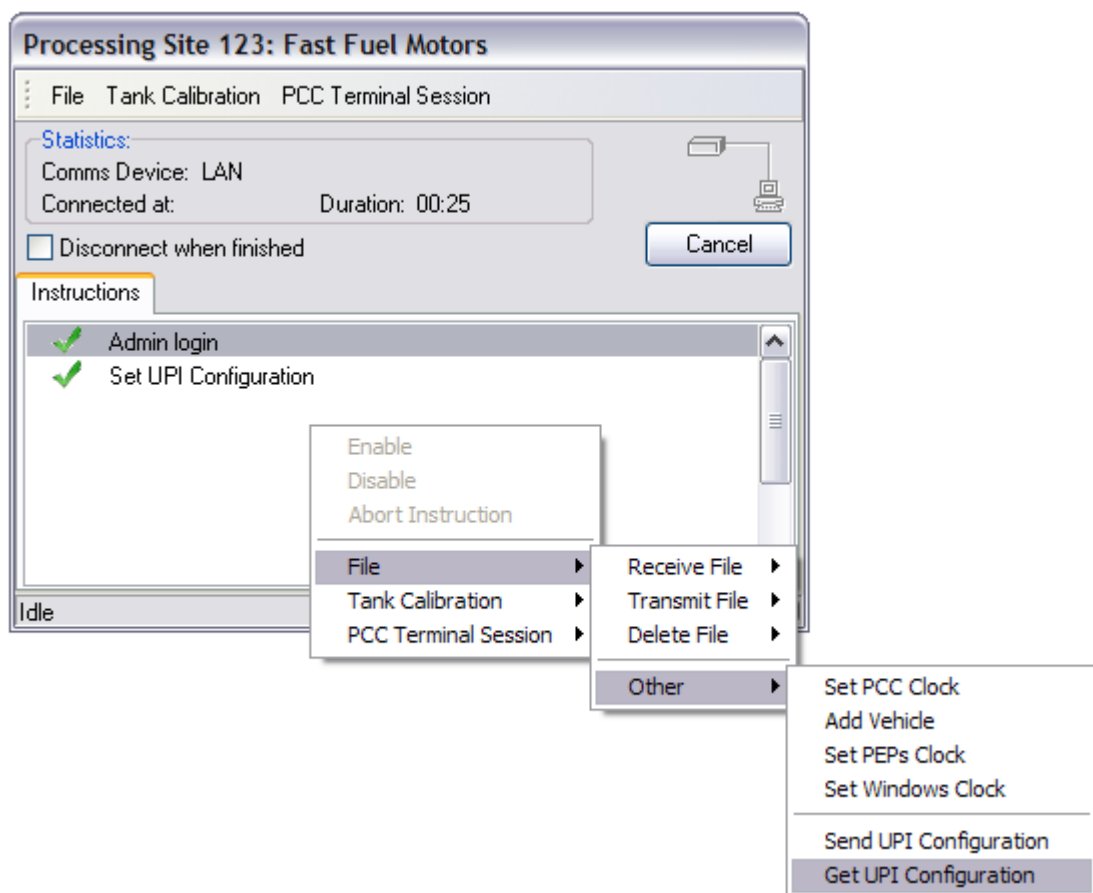 Processing Site 123: Fast Fuel Motors
File Tank Calibration PCC Terminal Session
Statistics:
Comms Device: LAN
Connected at: Duration: 00:25
Disconnect when finished
Cancel
Instructions
Admin login
Set UPI Configuration
Enable
Disable
Abort Instruction
File
Tank Calibration
PCC Terminal Session
Idle
Receive File
Transmit File
Delete File
Other
Set PCC Clock
Add Vehicle
Set PEPs Clock
Set Windows Clock
Send UPI Configuration
Get UPI Configuration